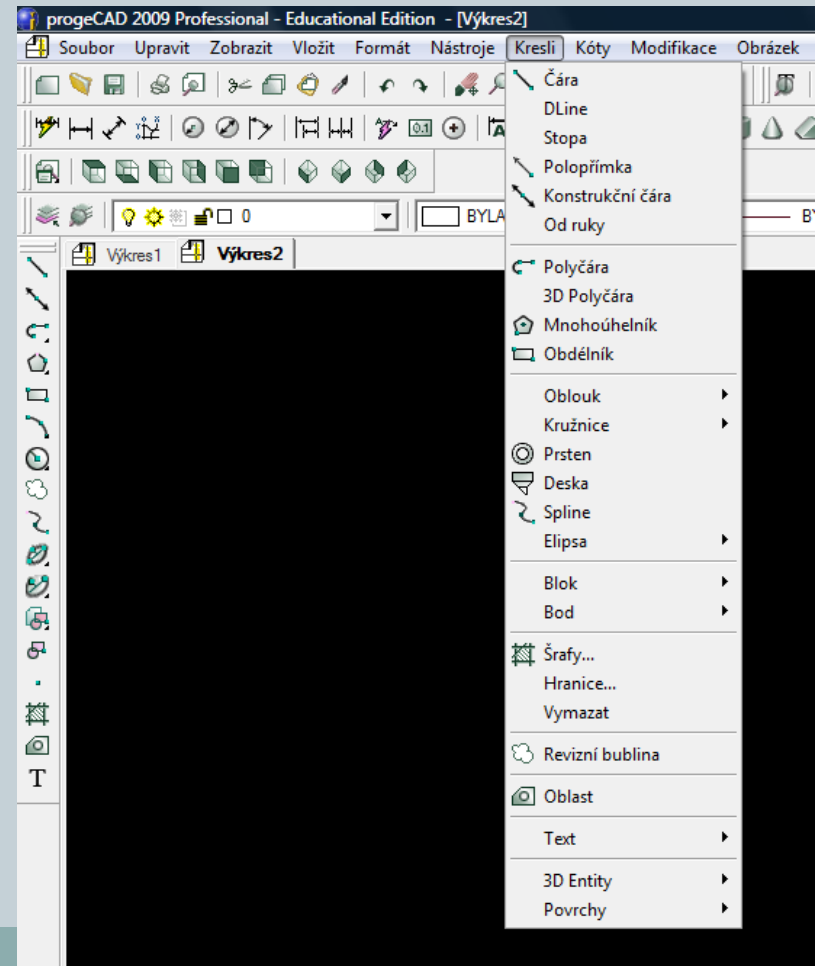 progeCAD 2009 Professional - Educational Edition - [Výkres2]
Soubor Upravit Zobrazit Vložit Formát Nástroje Kresli Kóty Modifikace Obrázek
0 BYLA
Výkres1 Výkres2
Čára
DLine
Stopa
Polopřímka
Konstrukční čára
Od ruky
Polyčára
3D Polyčára
Mnohoúhelník
Obdélník
Oblouk
Kružnice
Prsten
Deska
Spline
Elipsa
Blok
Bod
Šrafy...
Hranice...
Vymazat
Revizní bublina
Oblast
Text
3D Entity
Povrchy
T